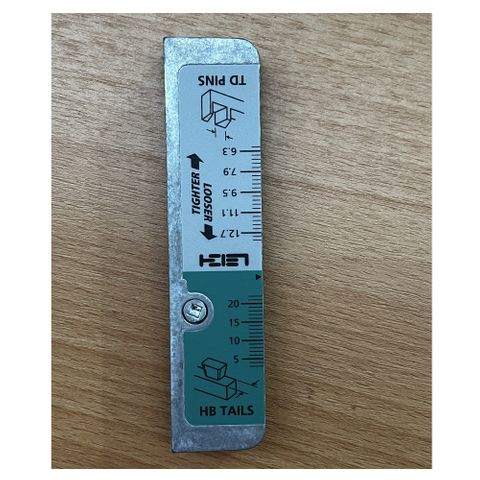 TD PINS
6.3
7.9
9.5
11.1
12.7
TIGHTER
LOOSER
LEIGH
20
15
10
5
HB TAILS